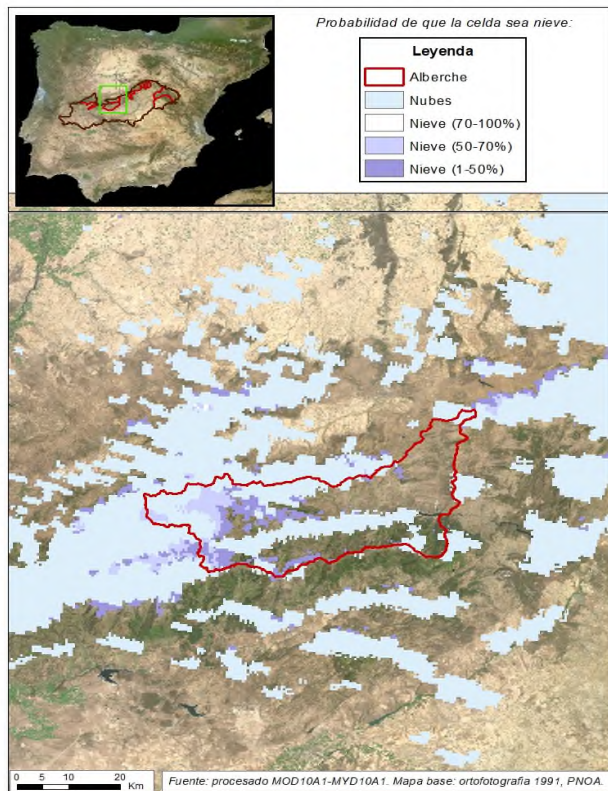 Probabilidad de que la celda sea nieve:
Leyenda
Alberche
Nubes
Nieve (70-100%)
Nieve (50-70%)
Nieve (1-50%)
0 5 10 20
Km
Fuente: procesado MOD10A1-MYD10A1. Mapa base: ortofotografía 1991, PNOA.